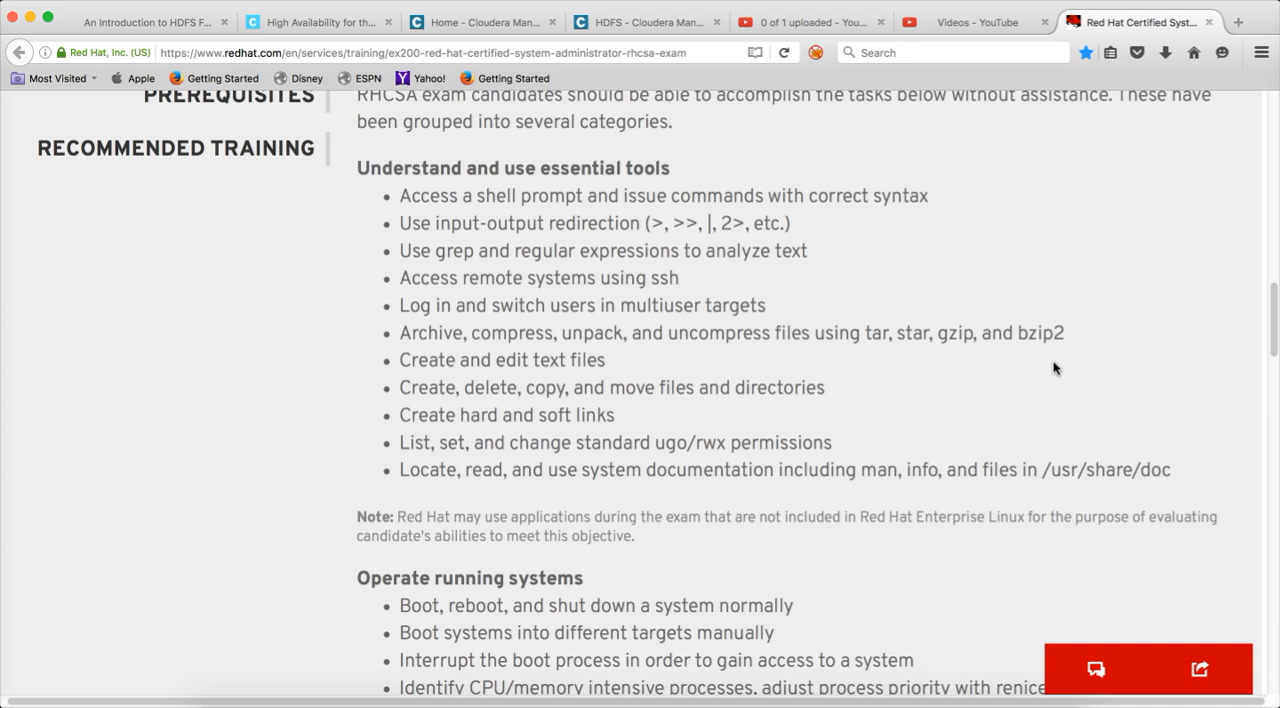 An Introduction to HDFS F...
High Availability for th...
Home - Cloudera Man...
HDFS - Cloudera Man...
0 of 1 uploaded - You...
Videos - YouTube
Red Hat Certified Syst...
Red Hat, Inc. (US)
https://www.redhat.com/en/services/training/ex200-red-hat-certified-system-administrator-rhcsa-exam
Search
Most Visited
Apple
Getting Started
Disney
ESPN
Yahoo!
Getting Started
PREREQUISITES
RECOMMENDED TRAINING
RHCSA exam candidates should be able to accomplish the tasks below without assistance. These have
been grouped into several categories.
Understand and use essential tools
• Access a shell prompt and issue commands with correct syntax
• Use input-output redirection (>, >>, |, 2>, etc.)
• Use grep and regular expressions to analyze text
• Access remote systems using ssh
• Log in and switch users in multiuser targets
• Archive, compress, unpack, and uncompress files using tar, star, gzip, and bzip2
• Create and edit text files
• Create, delete, copy, and move files and directories
• Create hard and soft links
• List, set, and change standard ugo/rwx permissions
• Locate, read, and use system documentation including man, info, and files in /usr/share/doc
Note: Red Hat may use applications during the exam that are not included in Red Hat Enterprise Linux for the purpose of evaluating
candidate's abilities to meet this objective.
Operate running systems
• Boot, reboot, and shut down a system normally
• Boot systems into different targets manually
• Interrupt the boot process in order to gain access to a system
• Identify CPU/memory intensive processes, adjust process priority with renice